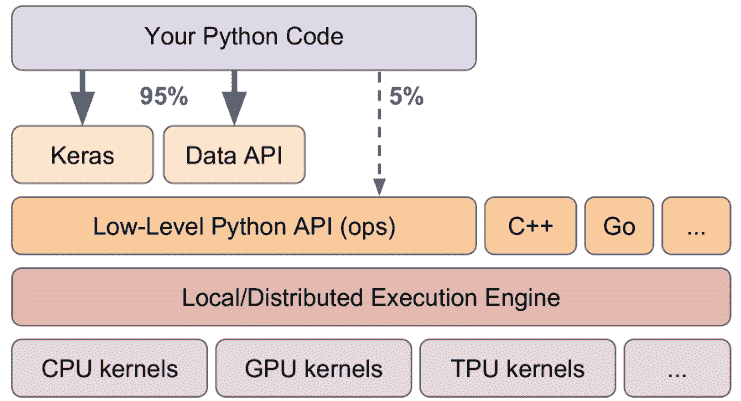 Your Python Code
95%
5%
Keras
Data API
Low-Level Python API (ops)
C++
Go
...
Local/Distributed Execution Engine
CPU kernels
GPU kernels
TPU kernels
...